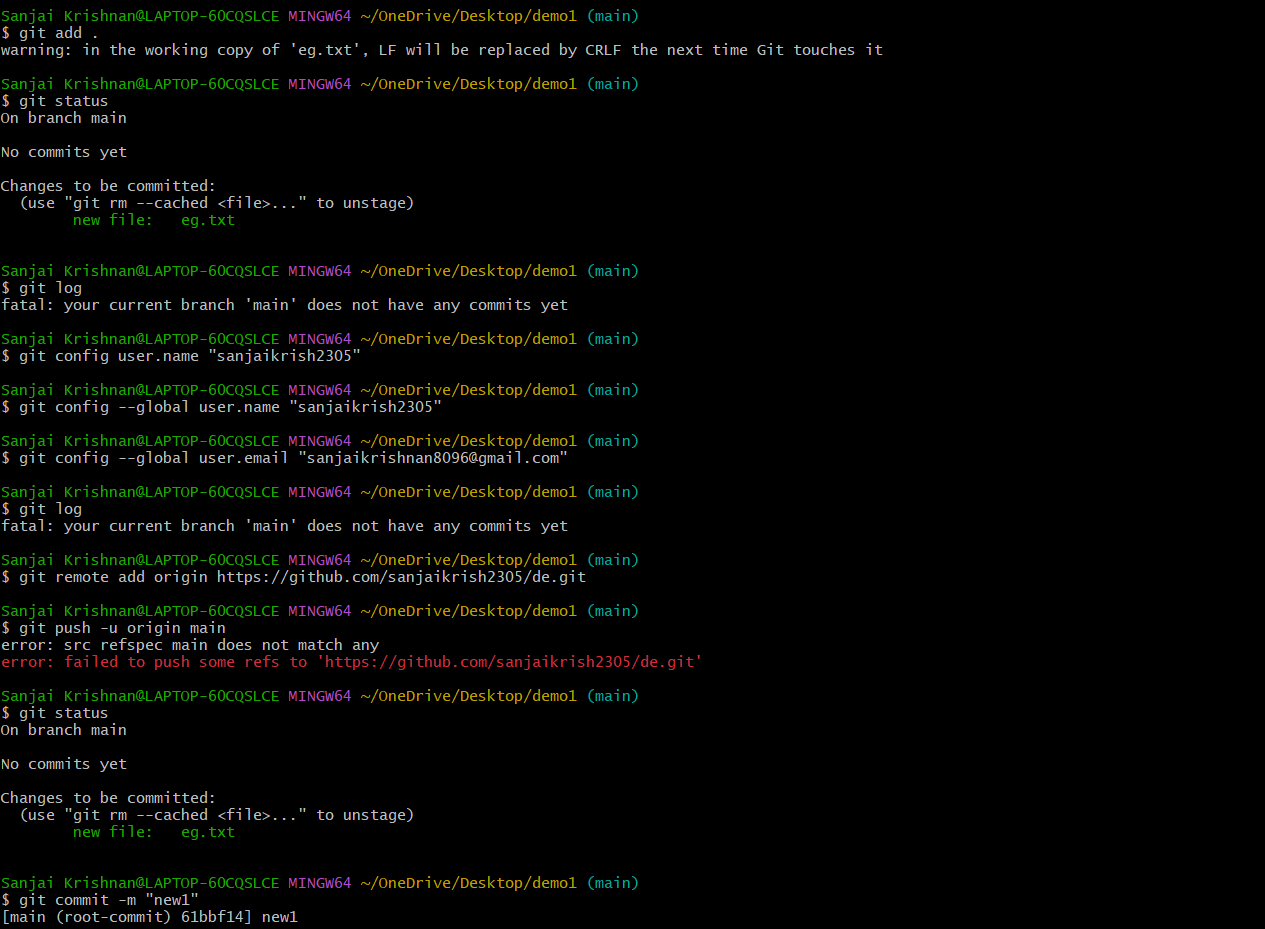 Sanjai Krishnan@LAPTOP-6OCQSLCE MINGW64 ~/OneDrive/Desktop/demo1 (main)
$ git add .
warning: in the working copy of 'eg.txt', LF will be replaced by CRLF the next time Git touches it
Sanjai Krishnan@LAPTOP-6OCQSLCE MINGW64 ~/OneDrive/Desktop/demo1 (main)
$ git status
On branch main
No commits yet
Changes to be committed:
  (use "git rm --cached <file>..." to unstage)
        new file:   eg.txt
Sanjai Krishnan@LAPTOP-6OCQSLCE MINGW64 ~/OneDrive/Desktop/demo1 (main)
$ git log
fatal: your current branch 'main' does not have any commits yet
Sanjai Krishnan@LAPTOP-6OCQSLCE MINGW64 ~/OneDrive/Desktop/demo1 (main)
$ git config user.name "sanjaikrish2305"
Sanjai Krishnan@LAPTOP-6OCQSLCE MINGW64 ~/OneDrive/Desktop/demo1 (main)
$ git config --global user.name "sanjaikrish2305"
Sanjai Krishnan@LAPTOP-6OCQSLCE MINGW64 ~/OneDrive/Desktop/demo1 (main)
$ git config --global user.email "sanjaikrishnan8096@gmail.com"
Sanjai Krishnan@LAPTOP-6OCQSLCE MINGW64 ~/OneDrive/Desktop/demo1 (main)
$ git log
fatal: your current branch 'main' does not have any commits yet
Sanjai Krishnan@LAPTOP-6OCQSLCE MINGW64 ~/OneDrive/Desktop/demo1 (main)
$ git remote add origin https://github.com/sanjaikrish2305/de.git
Sanjai Krishnan@LAPTOP-6OCQSLCE MINGW64 ~/OneDrive/Desktop/demo1 (main)
$ git push -u origin main
error: src refspec main does not match any
error: failed to push some refs to 'https://github.com/sanjaikrish2305/de.git'
Sanjai Krishnan@LAPTOP-6OCQSLCE MINGW64 ~/OneDrive/Desktop/demo1 (main)
$ git status
On branch main
No commits yet
Changes to be committed:
  (use "git rm --cached <file>..." to unstage)
        new file:   eg.txt
Sanjai Krishnan@LAPTOP-6OCQSLCE MINGW64 ~/OneDrive/Desktop/demo1 (main)
$ git commit -m "new1"
[main (root-commit) 61bbf14] new1